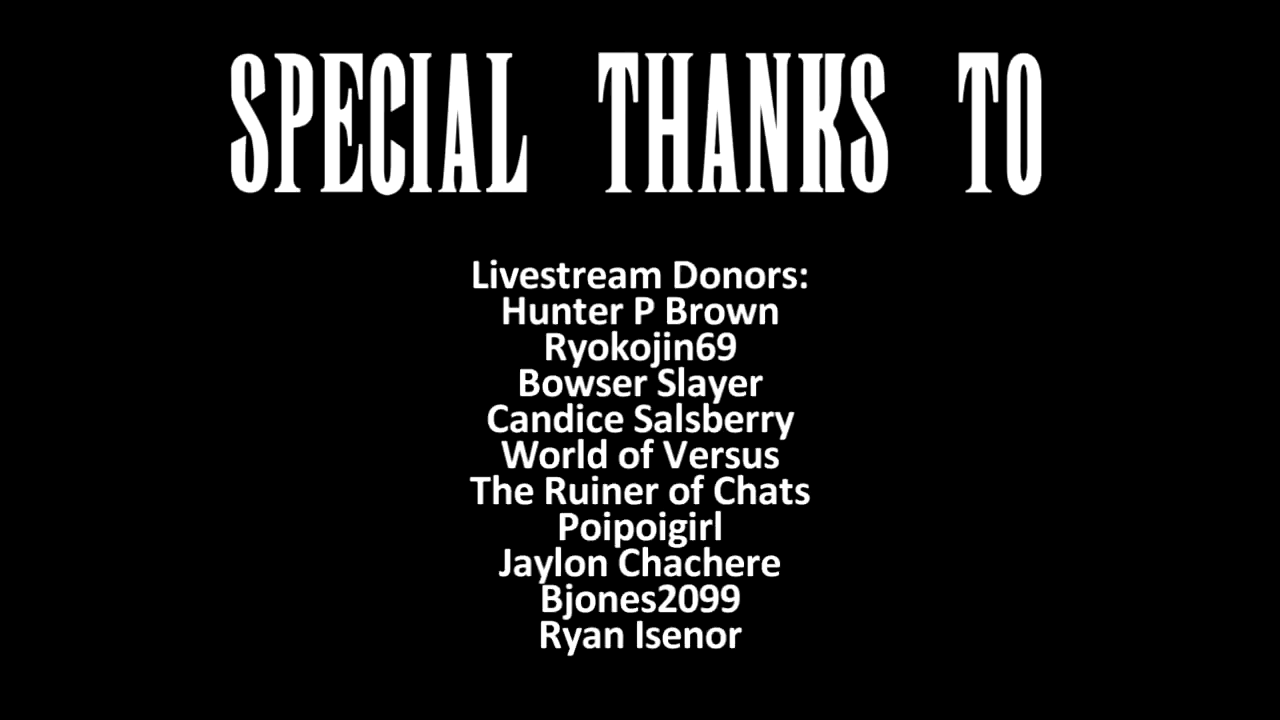 SPECIAL THANKS TO
Livestream Donors:
Hunter P Brown
Ryokojin69
Bowser Slayer
Candice Salsberry
World of Versus
The Ruiner of Chats
Poipoigirl
Jaylon Chachere
Bjones2099
Ryan Isenor